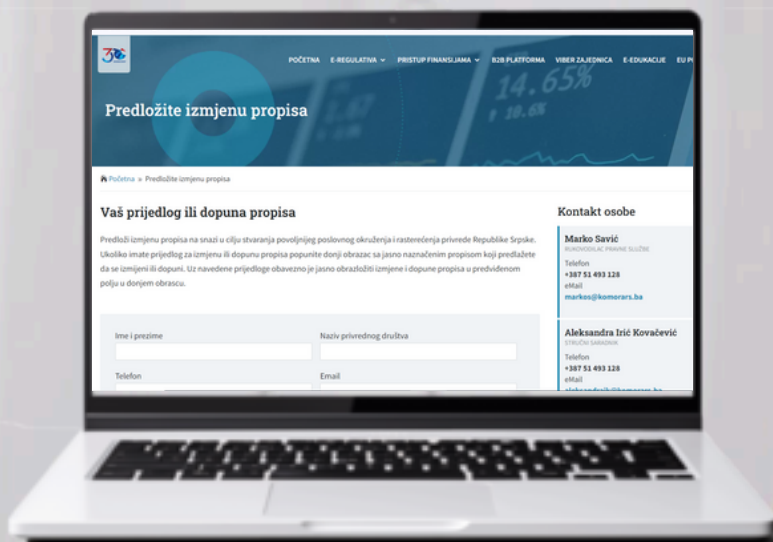 POČETNA E-REGULATIVA PRISTUP FINANSIJAMA B2B PLATFORMA VIBER ZAJEDNICA E-EDUKACIJE EU
14.65%
10.6%
Predložite izmjenu propisa
Početna » Predložite izmjenu propisa
Vaš prijedlog ili dopuna propisa
Predloži izmjenu propisa na snazi u cilju stvaranja povoljnijeg poslovnog okruženja i rasterećenja privrede Republike Srpske.
Ukoliko imate prijedlog za izmjenu ili dopunu propisa popunite donji obrazac sa jasno naznačenim propisom koji predlažete
da se izmijeni ili dopuni. Uz navedene prijedloge obavezno je jasno obrazložiti izmjene i dopune propisa u predviđenom
polju u donjem obrascu.
Ime i prezime
Naziv privrednog društva
Telefon
Email
Kontakt osobe
Marko Savić
RUKOVODILAC PRAVNE SLUŽBE
Telefon
+387 51 493 128
eMail
markos@komorars.ba
Aleksandra Irić Kovačević
STRUČNI SARADNIK
Telefon
+387 51 493 128
eMail